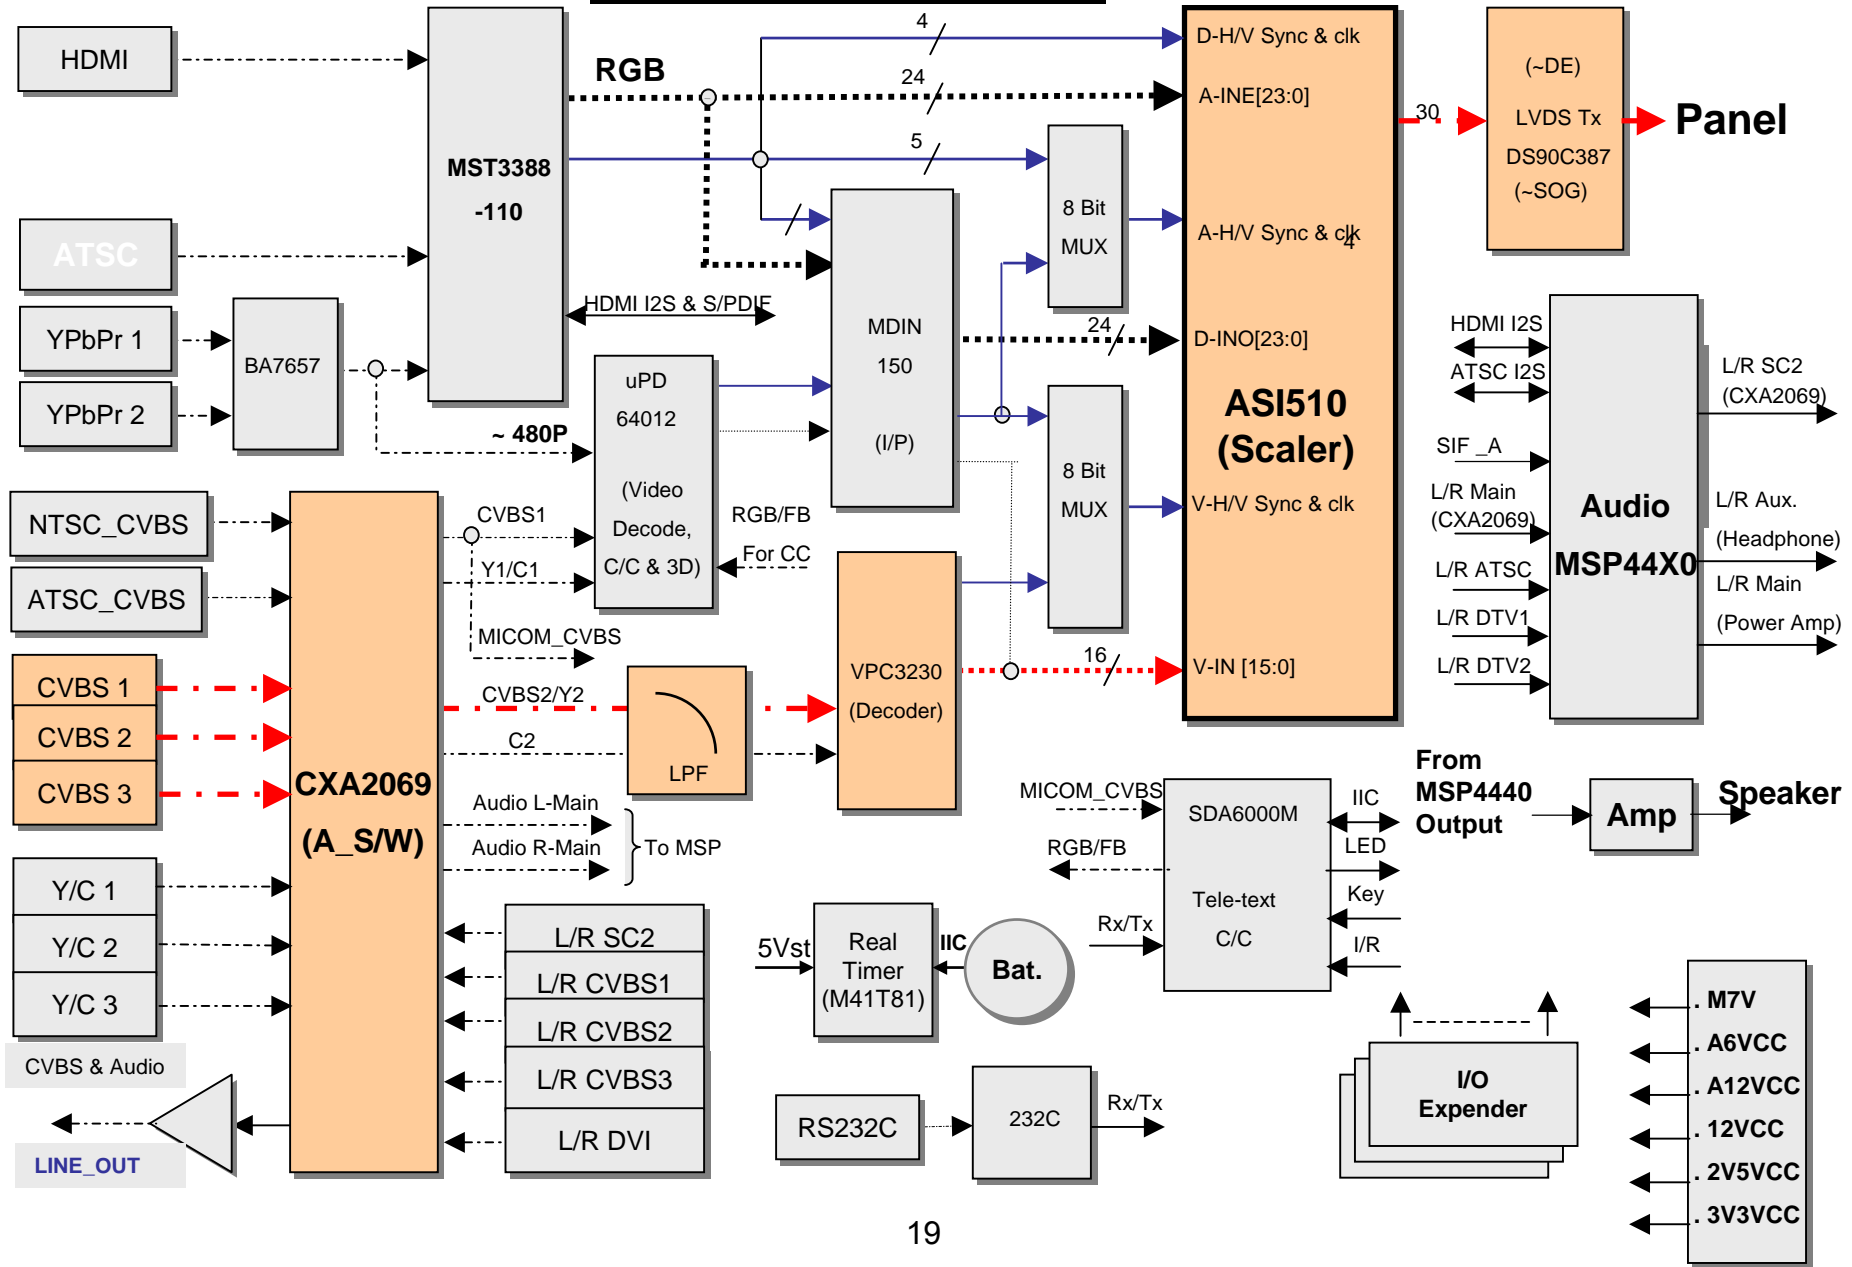 HDMI
ATSC
YPbPr 1
YPbPr 2
BA7657
MST3388
-110
RGB
4
24
5
HDMI I2S & S/PDIF
~ 480P
uPD
64012
(Video
Decode,
C/C & 3D)
MDIN
150
(I/P)
8 Bit
MUX
8 Bit
MUX
24
16
D-H/V Sync & clk
A-INE[23:0]
A-H/V Sync & clk
4
D-INO[23:0]
ASI510
(Scaler)
V-H/V Sync & clk
V-IN [15:0]
30
(~DE)
LVDS Tx
DS90C387
(~SOG)
Panel
NTSC_CVBS
ATSC_CVBS
CVBS 1
CVBS 2
CVBS 3
Y/C 1
Y/C 2
Y/C 3
CVBS & Audio
LINE_OUT
CXA2069
(A_S/W)
CVBS1
Y1/C1
MICOM_CVBS
CVBS2/Y2
C2
LPF
RGB/FB
For CC
VPC3230
(Decoder)
Audio L-Main
Audio R-Main
To MSP
L/R SC2
L/R CVBS1
L/R CVBS2
L/R CVBS3
L/R DVI
HDMI I2S
ATSC I2S
SIF _A
L/R Main
(CXA2069)
L/R ATSC
L/R DTV1
L/R DTV2
Audio
MSP44X0
L/R SC2
(CXA2069)
L/R Aux.
(Headphone)
L/R Main
(Power Amp)
MICOM_CVBS
RGB/FB
Rx/Tx
SDA6000M
Tele-text
C/C
IIC
LED
Key
I/R
From
MSP4440
Output
Amp
Speaker
5Vst
Real
Timer
(M41T81)
IIC
Bat.
RS232C
232C
Rx/Tx
I/O
Expender
. M7V
. A6VCC
. A12VCC
. 12VCC
. 2V5VCC
. 3V3VCC
19